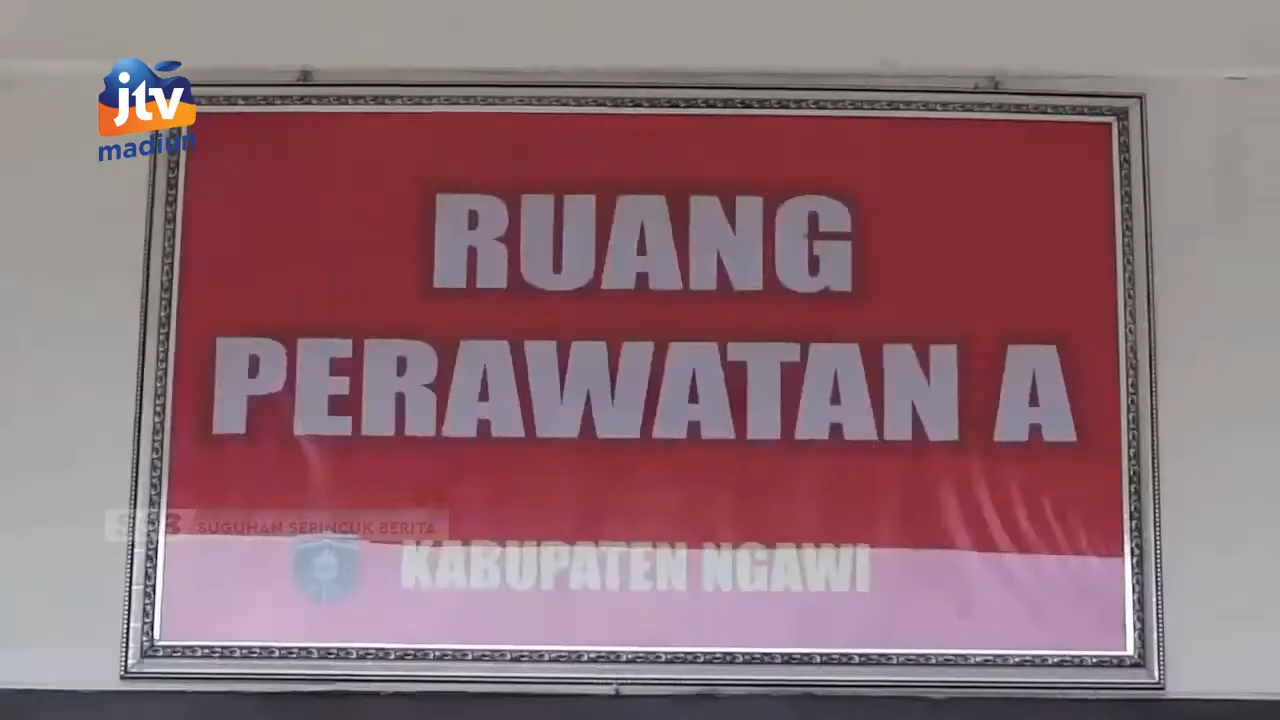 jtv
madiun
RUANG
PERAWATAN A
SUGUHAN SEPINCUK BERITA
KABUPATEN NGAWI